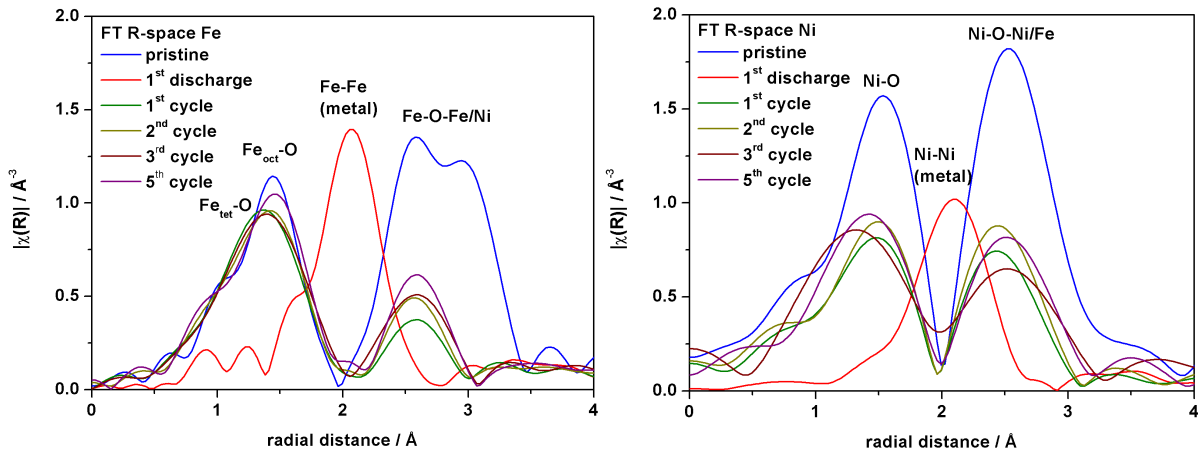 FT R-space Fe
pristine
1st discharge
1st cycle
2nd cycle
3rd cycle
5th cycle
Fe-Fe
(metal)
Fe-O-Fe/Ni
Feoct-O
Fetet-O
2.0
1.5
1.0
0.5
0.0
|χ(R)| / Å-3
0 1 2 3 4
radial distance / Å
FT R-space Ni
pristine
1st discharge
1st cycle
2nd cycle
3rd cycle
5th cycle
Ni-O-Ni/Fe
Ni-O
Ni-Ni
(metal)
2.0
1.5
1.0
0.5
0.0
|χ(R)| / Å-3
0 1 2 3 4
radial distance / Å